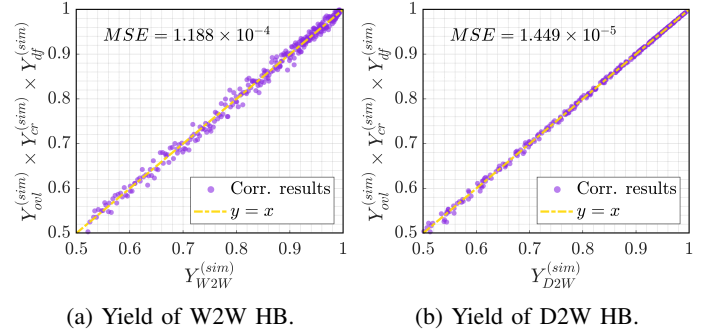 1
0.9
0.8
0.7
0.6
0.5
Y_{ovl}^{(sim)} × Y_{cr}^{(sim)} × Y_{df}^{(sim)}
MSE = 1.188 × 10^{-4}
Corr. results
y = x
0.5 0.6 0.7 0.8 0.9 1
Y_{W2W}^{(sim)}
(a) Yield of W2W HB.
1
0.9
0.8
0.7
0.6
0.5
Y_{ovl}^{(sim)} × Y_{cr}^{(sim)} × Y_{df}^{(sim)}
MSE = 1.449 × 10^{-5}
Corr. results
y = x
0.5 0.6 0.7 0.8 0.9 1
Y_{D2W}^{(sim)}
(b) Yield of D2W HB.